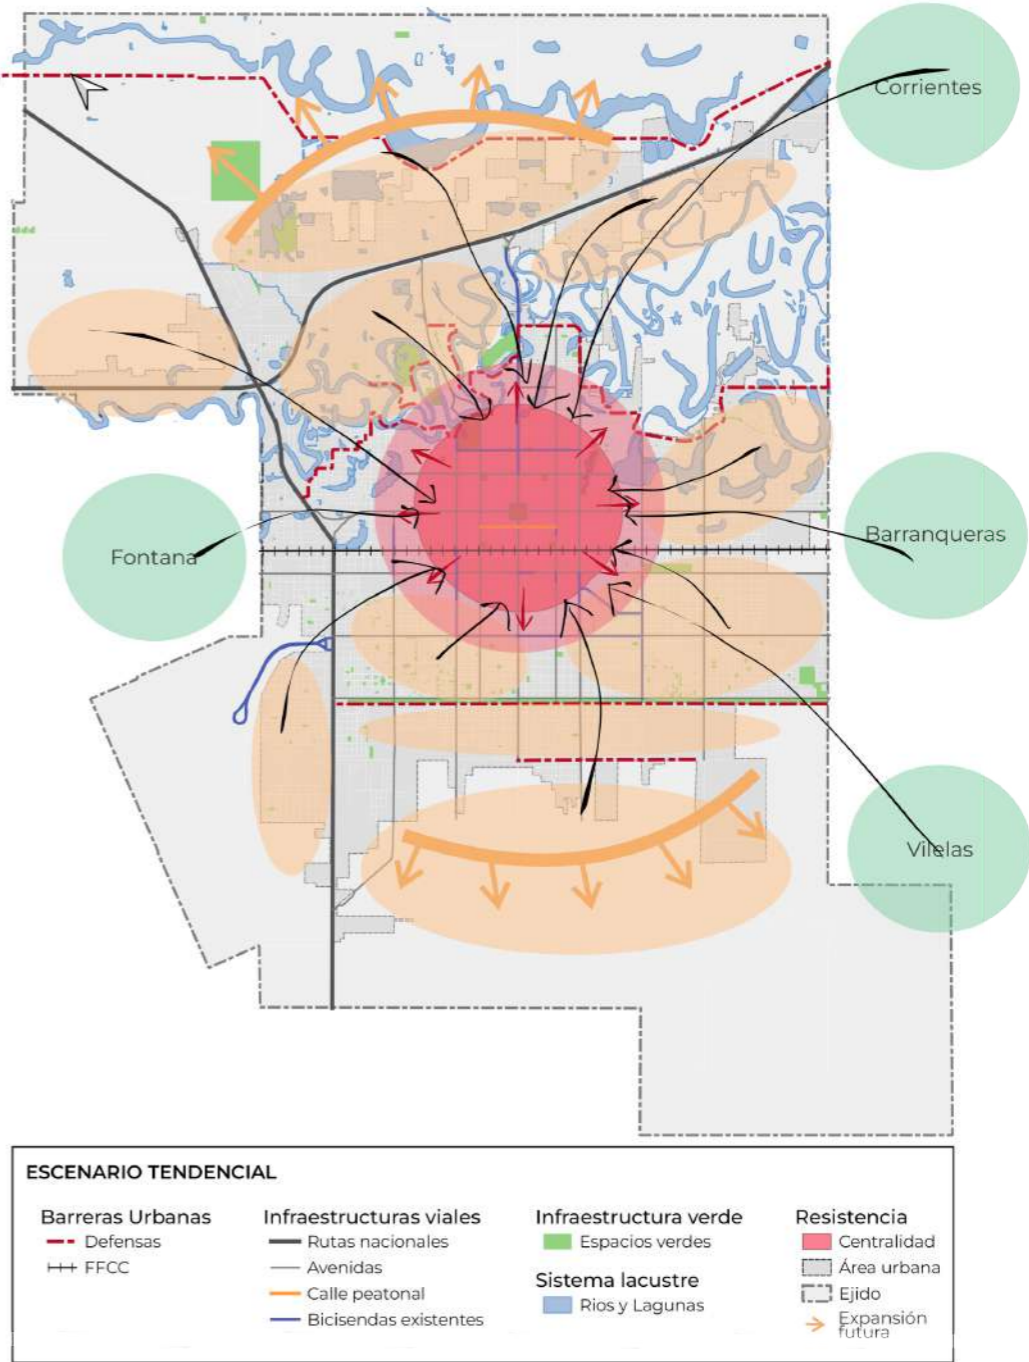 Corrientes
Fontana
Barranqueras
Vilelas
ESCENARIO TENDENCIAL
Barreras Urbanas
Defensas
FFCC
Infraestructuras viales
Rutas nacionales
Avenidas
Calle peatonal
Bicisendas existentes
Infraestructura verde
Espacios verdes
Sistema lacustre
Rios y Lagunas
Resistencia
Centralidad
Área urbana
Ejido
Expansión
futura